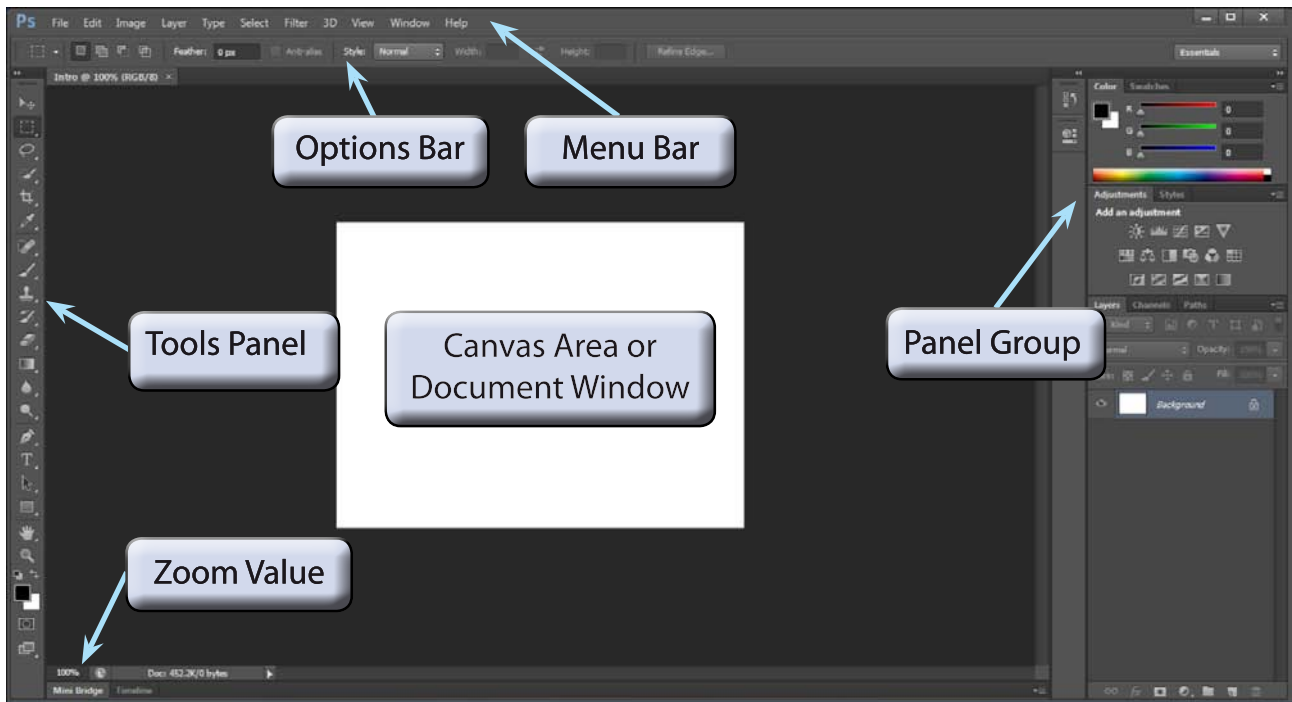 Ps File Edit Image Layer Type Select Filter 3D View Window Help
Feather: 0 px Anti-alias Style: Normal Width: Height: Refine Edge... Essentials
Intro @ 100% (RGB/8) ×
Color Swatches
R 0
G 0
B 0
Options Bar
Menu Bar
Adjustments Styles
Add an adjustment
Layers Channels Paths
Kind
Opacity:
Fill:
Background
Tools Panel
Canvas Area or
Document Window
Panel Group
Zoom Value
100% Doc: 452.2K/0 bytes
Mini Bridge Timeline